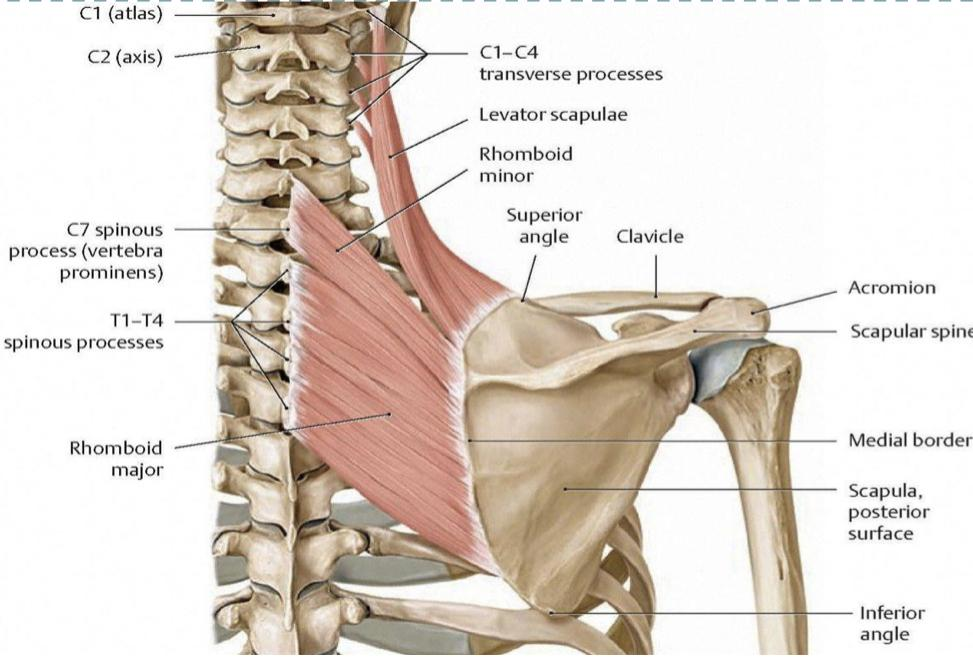 C1 (atlas)
C2 (axis)
C1–C4
transverse processes
Levator scapulae
Rhomboid
minor
Superior
angle
Clavicle
C7 spinous
process (vertebra
prominens)
Acromion
T1–T4
spinous processes
Scapular spine
Rhomboid
major
Medial border
Scapula,
posterior
surface
Inferior
angle